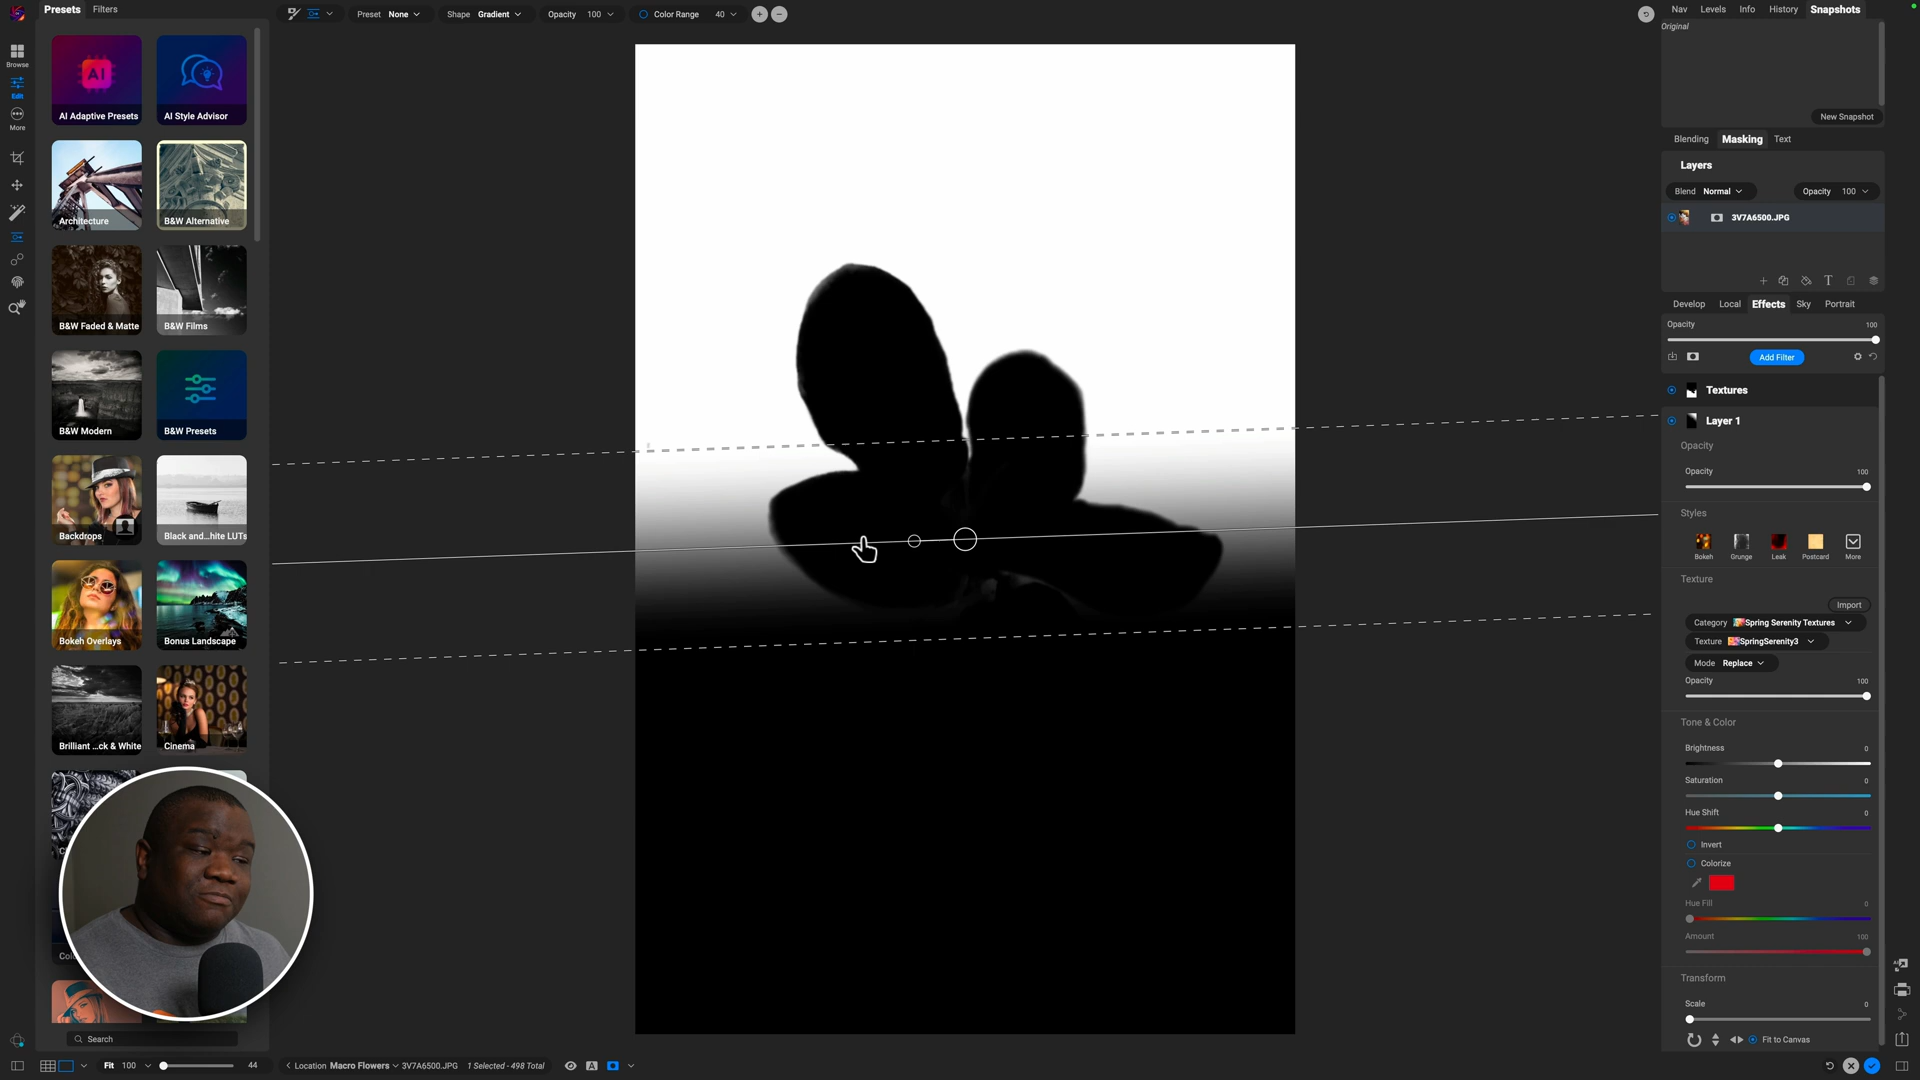 Presets Filters
Preset None Shape Gradient Opacity 100 Color Range 40
Nav Levels Info History Snapshots
Original
New Snapshot
Browse
Edit
More
AI
AI Adaptive Presets
AI Style Advisor
Architecture
B&W Alternative
B&W Faded & Matte
B&W Films
B&W Modern
B&W Presets
Backdrops
Black and...hite LUTs
Bokeh Overlays
Bonus Landscape
Brilliant ...ck & White
Cinema
Search
Blending Masking Text
Layers
Blend Normal Opacity 100
3V7A6500.JPG
Develop Local Effects Sky Portrait
Opacity 100
Add Filter
Textures
Layer 1
Opacity
Opacity 100
Styles
Bokeh Grunge Leak Postcard More
Texture
Import
Category Spring Serenity Textures
Texture SpringSerenity3
Mode Replace
Opacity 100
Tone & Color
Brightness 0
Saturation 0
Hue Shift 0
Invert
Colorize
Hue Fill 0
Amount 100
Transform
Scale 0
Fit to Canvas
Fit 100 44
Location Macro Flowers 3V7A6500.JPG 1 Selected - 498 Total
A